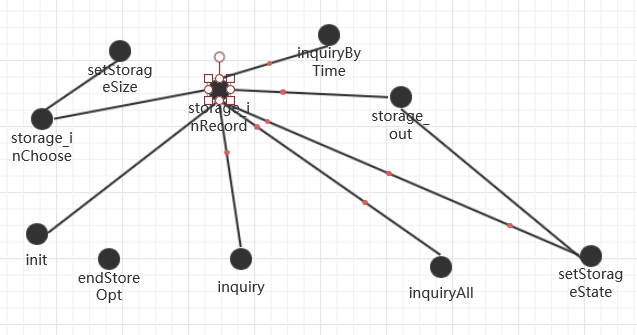 inquiryBy
Time
setStorag
eSize
storage_i
nRecord
storage_
out
storage_i
nChoose
init
endStore
Opt
inquiry
inquiryAll
setStorag
eState